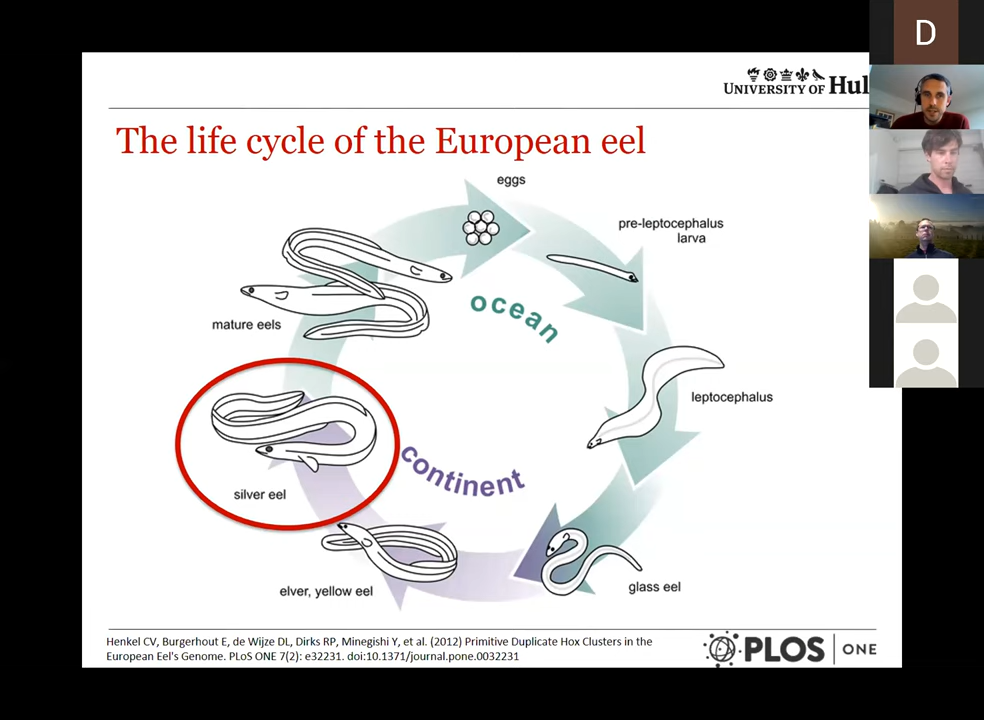 D
UNIVERSITY OF Hul
The life cycle of the European eel
eggs
pre-leptocephalus
larva
ocean
mature eels
leptocephalus
continent
silver eel
glass eel
elver, yellow eel
Henkel CV, Burgerhout E, de Wijze DL, Dirks RP, Minegishi Y, et al. (2012) Primitive Duplicate Hox Clusters in the
European Eel's Genome. PLoS ONE 7(2): e32231. doi:10.1371/journal.pone.0032231
PLOS ONE